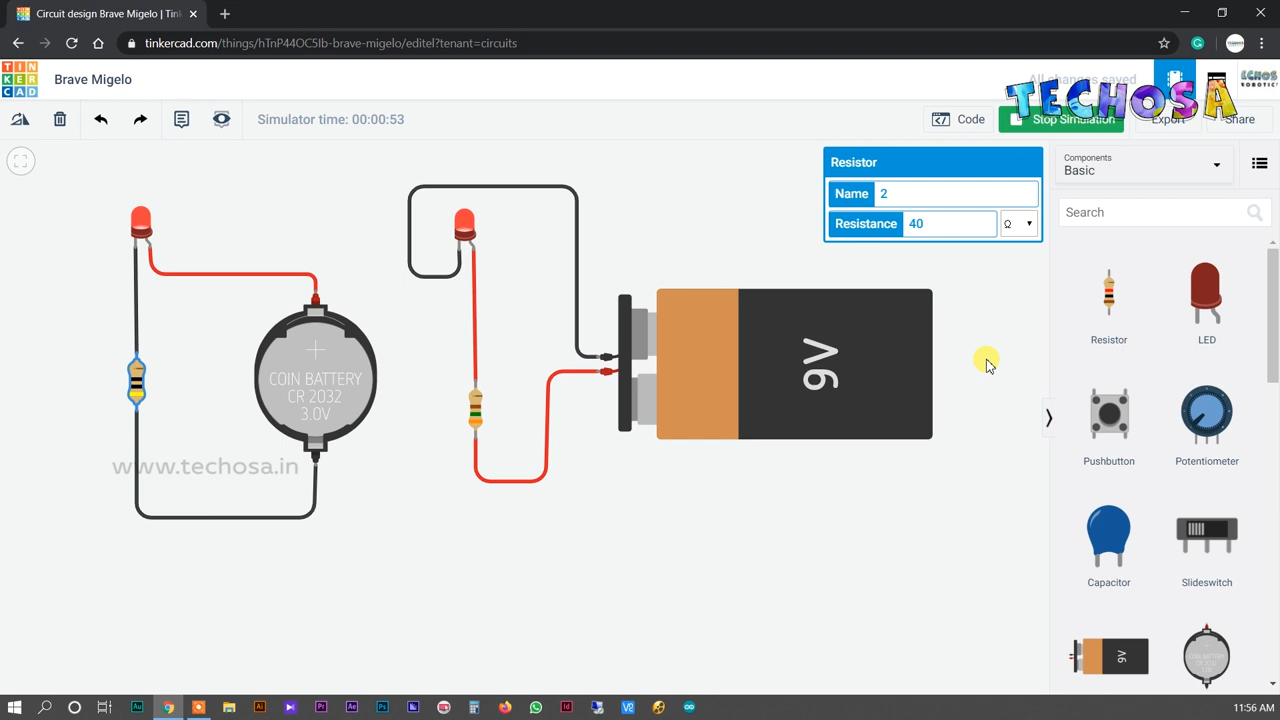 Circuit design Brave Migelo | Tin
tinkercad.com/things/hTnP44OC5Ib-brave-migelo/editel?tenant=circuits
TIN
KER
CAD
Brave Migelo
All changes saved
TECHOSA
Simulator time: 00:00:53
Code
Stop Simulation
Export
Share
Resistor
Name 2
Resistance 40 Ω
Components
Basic
Search
Resistor
LED
Pushbutton
Potentiometer
Capacitor
Slideswitch
9V
COIN BATTERY
CR 2032
3.0V
9V
www.techosa.in
11:56 AM